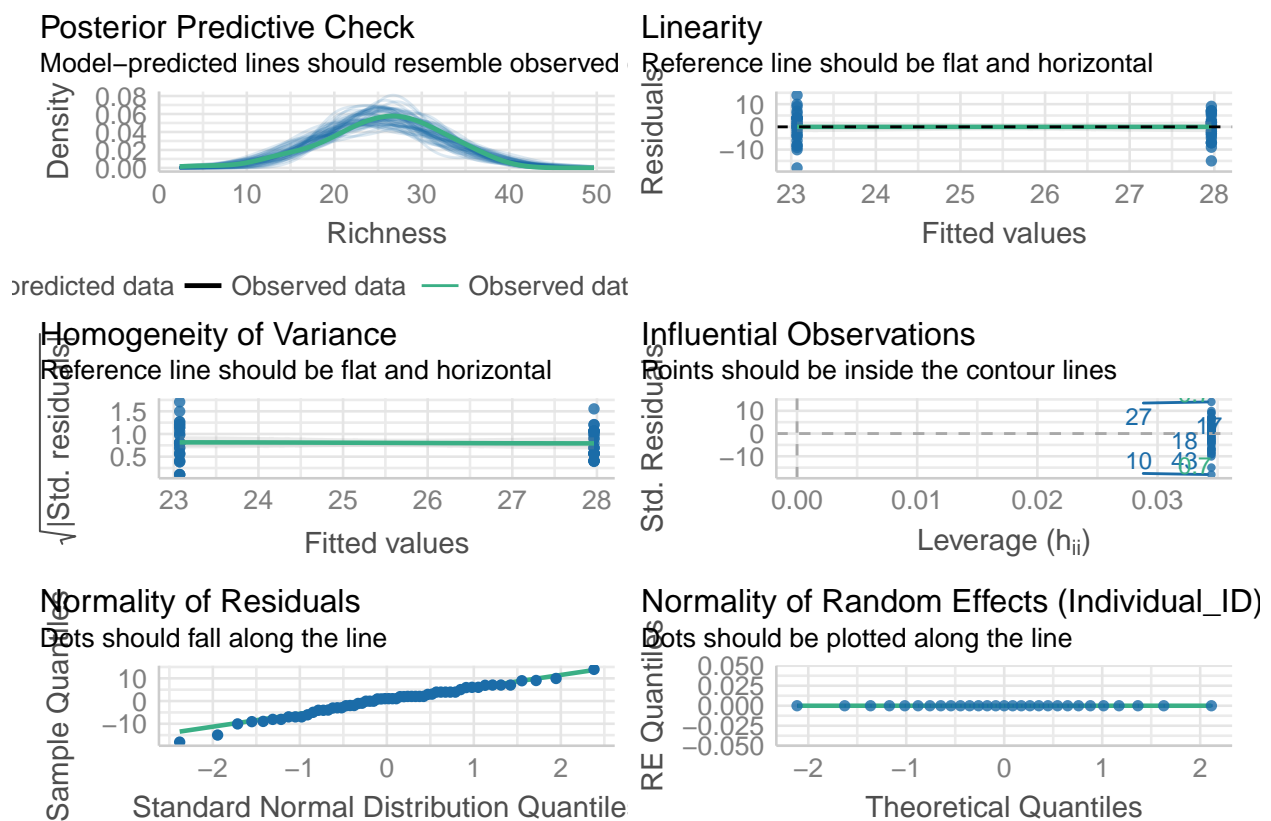 Posterior Predictive Check
Model−predicted lines should resemble observed
Density
0.08
0.06
0.04
0.02
0.00
0 10 20 30 40 50
Richness
predicted data Observed data Observed dat
Linearity
Reference line should be flat and horizontal
Residuals
10
0
−10
23 24 25 26 27 28
Fitted values
Homogeneity of Variance
Reference line should be flat and horizontal
√|Std. residuals|
1.5
1.0
0.5
23 24 25 26 27 28
Fitted values
Influential Observations
Points should be inside the contour lines
Std. Residuals
10
0
−10
27
17
18
10 43
0.7
0.00 0.01 0.02 0.03
Leverage (hii)
Normality of Residuals
Dots should fall along the line
Sample Quantiles
10
0
−10
−2 −1 0 1 2
Standard Normal Distribution Quantile
Normality of Random Effects (Individual_ID)
Dots should be plotted along the line
RE Quantiles
0.050
0.025
0.000
−0.025
−0.050
−2 −1 0 1 2
Theoretical Quantiles